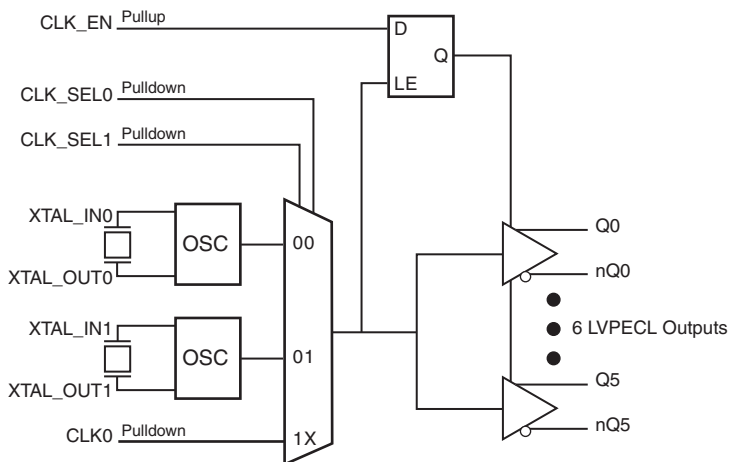 CLK_EN Pullup
D
Q
LE
CLK_SEL0 Pulldown
CLK_SEL1 Pulldown
XTAL_IN0
OSC
00
XTAL_OUT0
XTAL_IN1
OSC
01
XTAL_OUT1
CLK0 Pulldown
1X
Q0
nQ0
6 LVPECL Outputs
Q5
nQ5